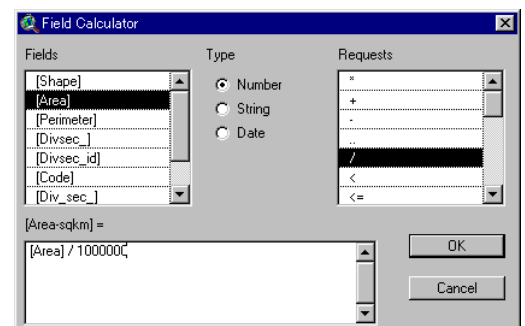 Field Calculator
Fields
Type
Requests
[Shape]
[Area]
[Perimeter]
[Divsec_]
[Divsec_id]
[Code]
[Div_sec_]
Number
String
Date
*
+
-
..
/
<
<=
[Area-sqkm] =
[Area] / 1000000
OK
Cancel